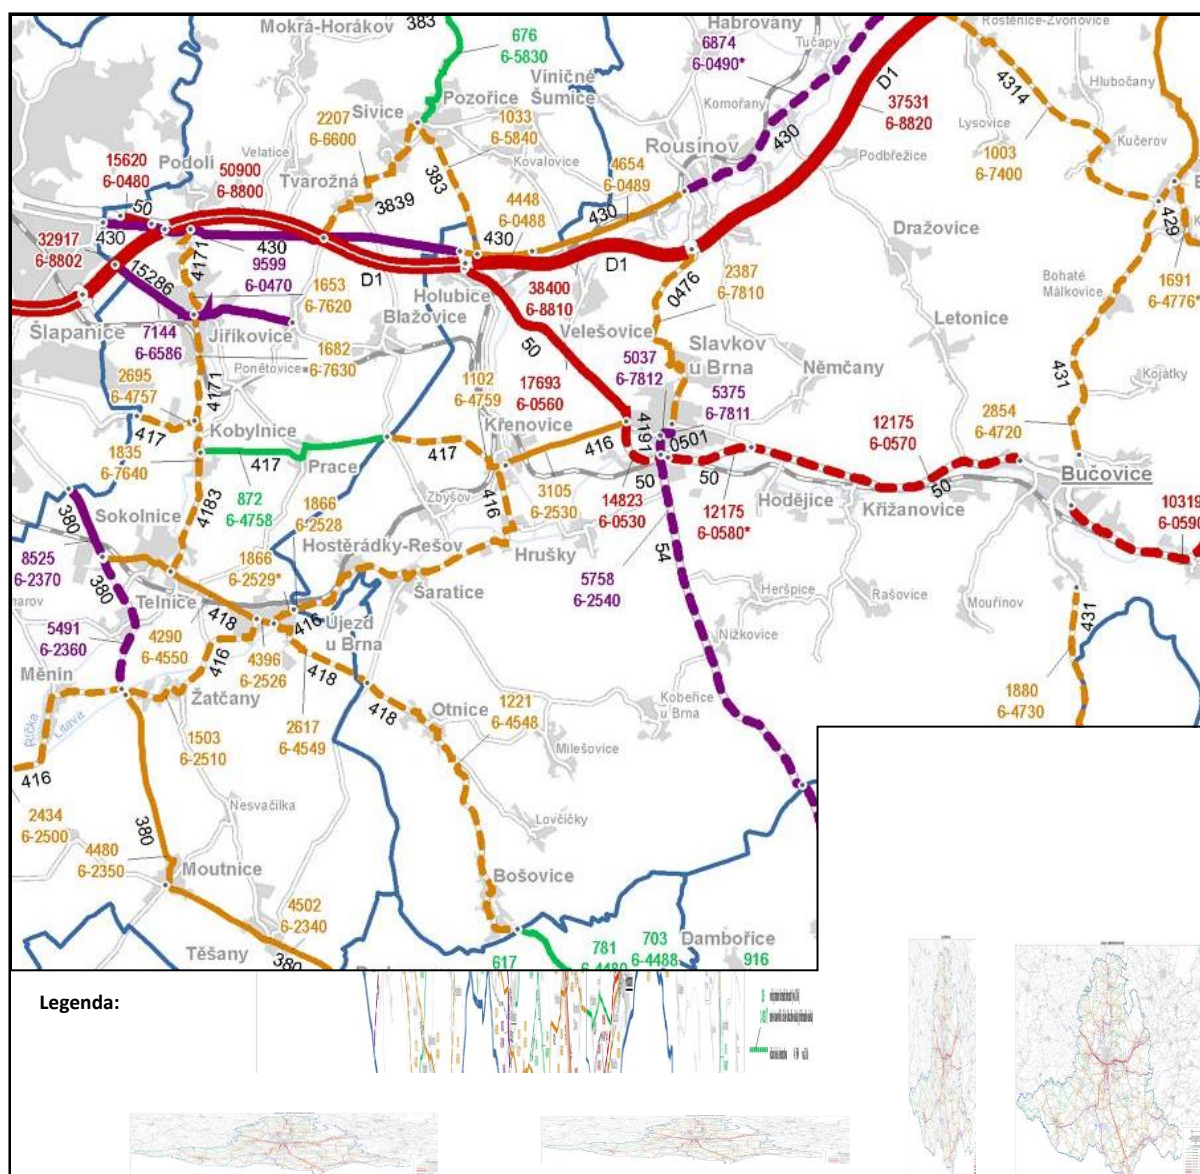 Mokrá-Horákov
383
676
6-5830
Habrovany
6874
6-0490*
Tučapy
Rostěnice-Zvonovice
Viničné
Šumice
D1
4314
Hlubočany
Pozořice
Sivice
2207
6-6600
1033
6-5840
Komořany
37531
6-8820
Lysovice
Kučerov
15620
6-0480
Podolí
Velatice
50900
6-8800
Tvarožná
Kovalovice
4654
6-0489
Rousínov
430
Podbřežice
1003
6-7400
3839
383
4448
6-0488
50
430
430
430
430
429
32917
6-8802
4171
9599
6-0470
D1
D1
Dražovice
15286
1653
6-7620
Holubice
38400
6-8810
0476
2387
6-7810
Bohaté
Málkovice
1691
6-4776*
Šlapanice
7144
6-6586
Jiříkovice
Blažovice
Velešovice
Letonice
1682
6-7630
Ponětovice
50
5037
6-7812
Slavkov
u Brna
Němčany
431
Kojátky
2695
6-4757
4171
1102
6-4759
17693
6-0560
5375
6-7811
417
Kobylnice
Křenovice
416
4191
0501
12175
6-0570
2854
6-4720
1835
6-7640
417
Prace
417
50
50
50
Bučovice
872
6-4758
Zbýšov
416
3105
6-2530
14823
6-0530
12175
6-0580*
Hodějice
Křižanovice
10319
6-0590
380
Sokolnice
4183
1866
6-2528
Hostěrádky-Rešov
Hrušky
54
8525
6-2370
380
1866
6-2529*
Šaratice
5758
6-2540
Heršpice
Rašovice
Mouřínov
431
Telnice
418
416
Újezd
u Brna
5491
6-2360
4290
6-4550
416
4396
6-2526
418
Nížkovice
Měnín
Žatčany
418
Otnice
1221
6-4548
Kobeřice
u Brna
1880
6-4730
Říčka
Litava
1503
6-2510
2617
6-4549
Milešovice
416
2434
6-2500
Nesvačilka
380
Lovčičky
4480
6-2350
Moutnice
Bošovice
4502
6-2340
Těšany
380
617
781
6-4480
703
6-4488
Dambořice
916
Legenda: